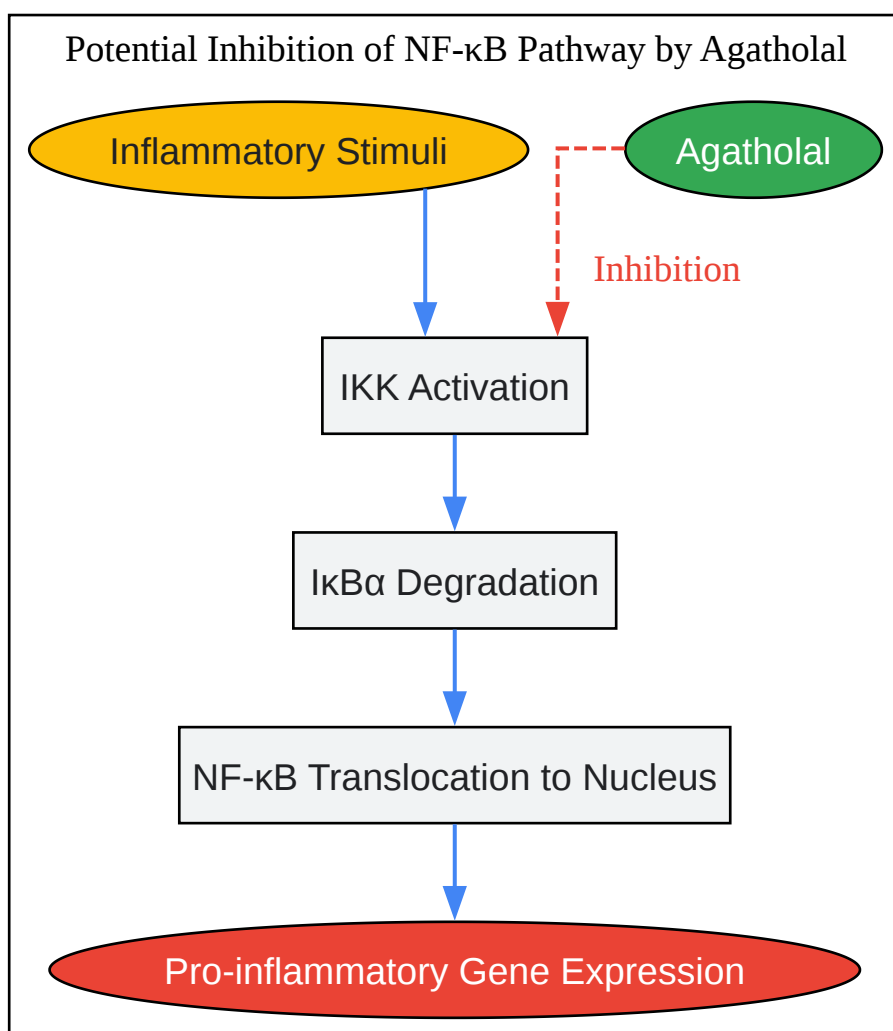 Potential Inhibition of NF-κB Pathway by Agatholal
Inflammatory Stimuli
Agatholal
Inhibition
IKK Activation
IκBα Degradation
NF-κB Translocation to Nucleus
Pro-inflammatory Gene Expression